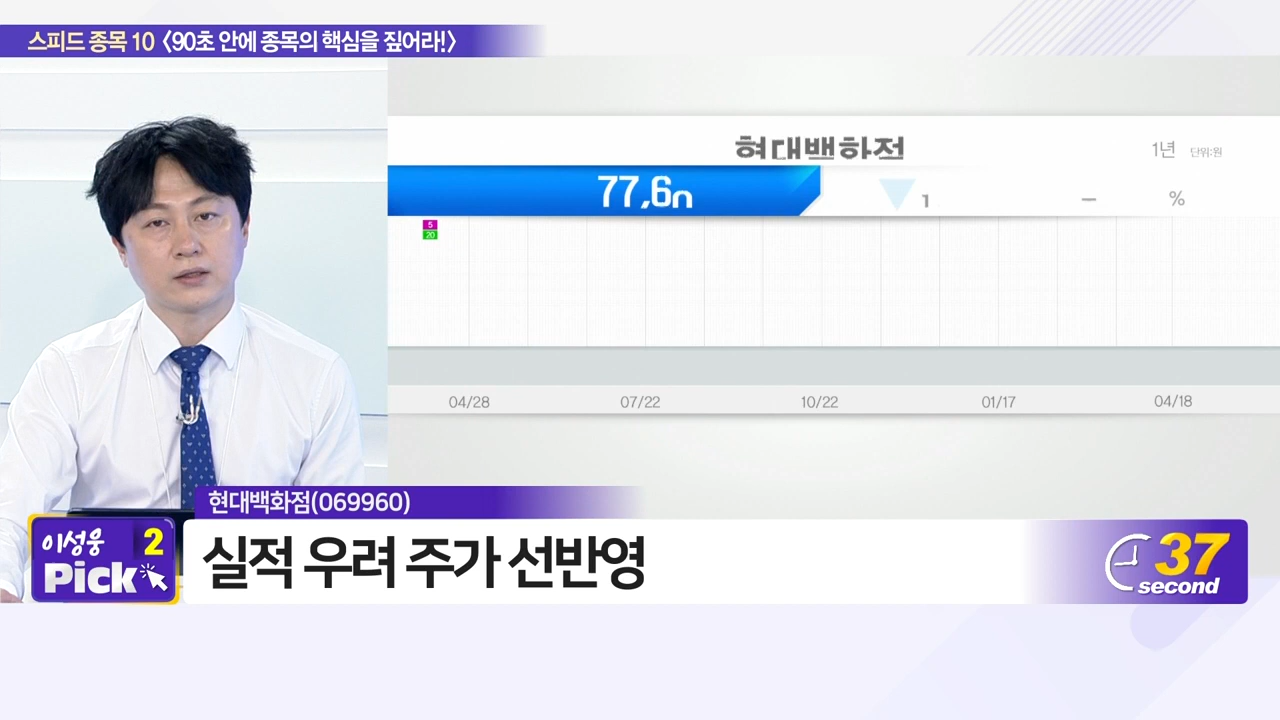 스피드 종목 10 〈90초 안에 종목의 핵심을 짚어라!〉
현대백화점
1년 단위:원
1 – %
5
20
04/28 07/22 10/22 01/17 04/18
현대백화점(069960)
이성웅 2
Pick
실적 우려 주가 선반영
37
second